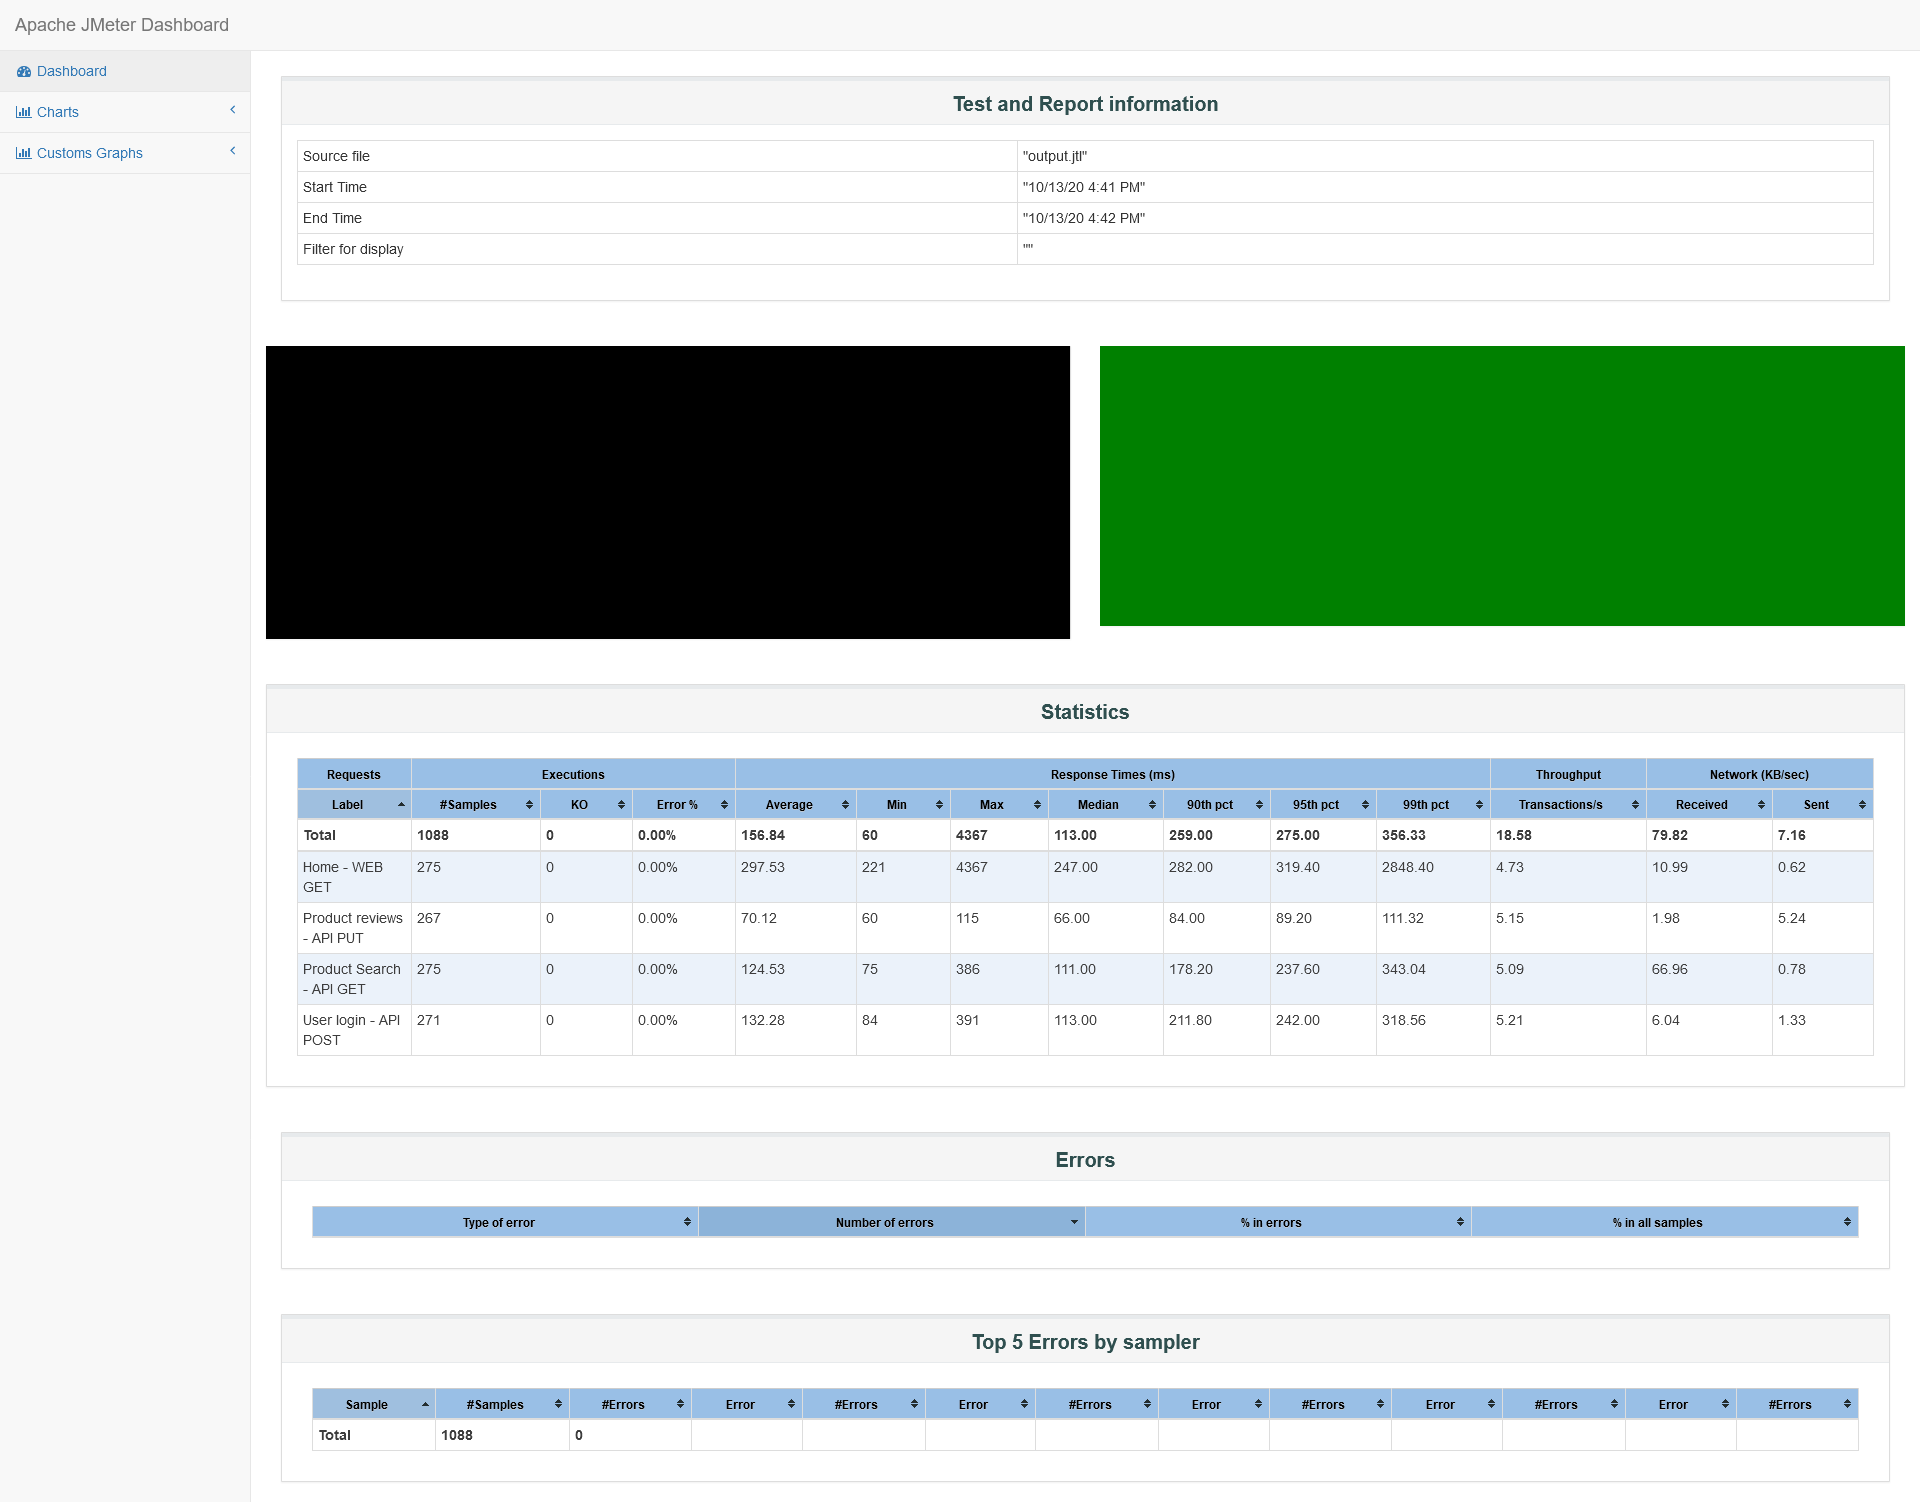 Apache JMeter Dashboard
Dashboard
Charts
Customs Graphs
Test and Report information
Source file "output.jtl"
Start Time "10/13/20 4:41 PM"
End Time "10/13/20 4:42 PM"
Filter for display ""
Statistics
Requests Executions Response Times (ms) Throughput Network (KB/sec)
Label #Samples KO Error % Average Min Max Median 90th pct 95th pct 99th pct Transactions/s Received Sent
Total 1088 0 0.00% 156.84 60 4367 113.00 259.00 275.00 356.33 18.58 79.82 7.16
Home - WEB GET 275 0 0.00% 297.53 221 4367 247.00 282.00 319.40 2848.40 4.73 10.99 0.62
Product reviews - API PUT 267 0 0.00% 70.12 60 115 66.00 84.00 89.20 111.32 5.15 1.98 5.24
Product Search - API GET 275 0 0.00% 124.53 75 386 111.00 178.20 237.60 343.04 5.09 66.96 0.78
User login - API POST 271 0 0.00% 132.28 84 391 113.00 211.80 242.00 318.56 5.21 6.04 1.33
Errors
Type of error Number of errors % in errors % in all samples
Top 5 Errors by sampler
Sample #Samples #Errors Error #Errors Error #Errors Error #Errors Error #Errors Error #Errors
Total 1088 0